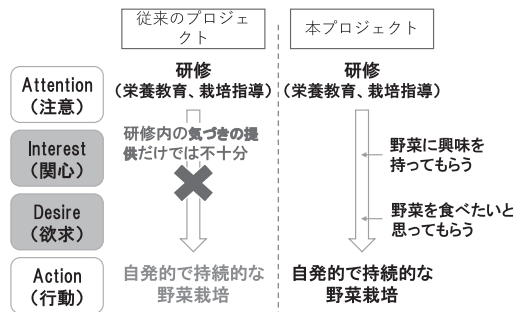 従来のプロジェ
クト
本プロジェクト
Attention
（注意）
Interest
（関心）
Desire
（欲求）
Action
（行動）
研修
（栄養教育、栽培指導）
研修内の気づきの提
供だけでは不十分
自発的で持続的な
野菜栽培
研修
（栄養教育、栽培指導）
野菜に興味を
持ってもらう
野菜を食べたいと
思ってもらう
自発的で持続的な
野菜栽培